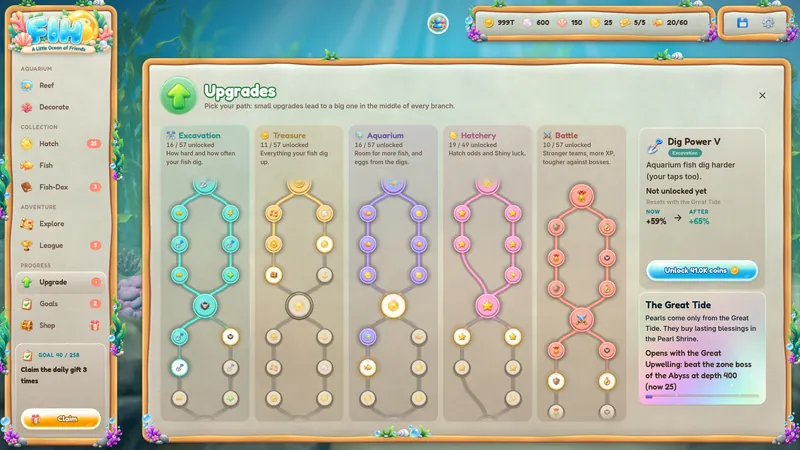 FIN
A Little Ocean of Friends
999T
600
150
25
5/5
20/60
AQUARIUM
Reef
Decorate
COLLECTION
Hatch
Fish
Fish-Dex
3
ADVENTURE
Explore
League
PROGRESS
Upgrade
Goals
2
Shop
GOAL 40 / 258
Claim the daily gift 3
times
Claim
Upgrades
Pick your path: small upgrades lead to a big one in the middle of every branch.
Excavation
16 / 57 unlocked
How hard and how often
your fish dig.
Treasure
11 / 57 unlocked
Everything your fish dig
up.
Aquarium
16 / 57 unlocked
Room for more fish, and
eggs from the digs.
Hatchery
19 / 49 unlocked
Hatch odds and Shiny luck.
Battle
10 / 57 unlocked
Stronger teams, more XP,
tougher against bosses.
Dig Power V
Excavation
Aquarium fish dig harder
(your taps too).
Not unlocked yet
Resets with the Great Tide
NOW
+59%
AFTER
+65%
Unlock 41.0K coins
The Great Tide
Pearls come only from the Great
Tide. They buy lasting blessings in
the Pearl Shrine.
Opens with the Great
Upwelling: beat the zone boss
of the Abyss at depth 400
(now 25)